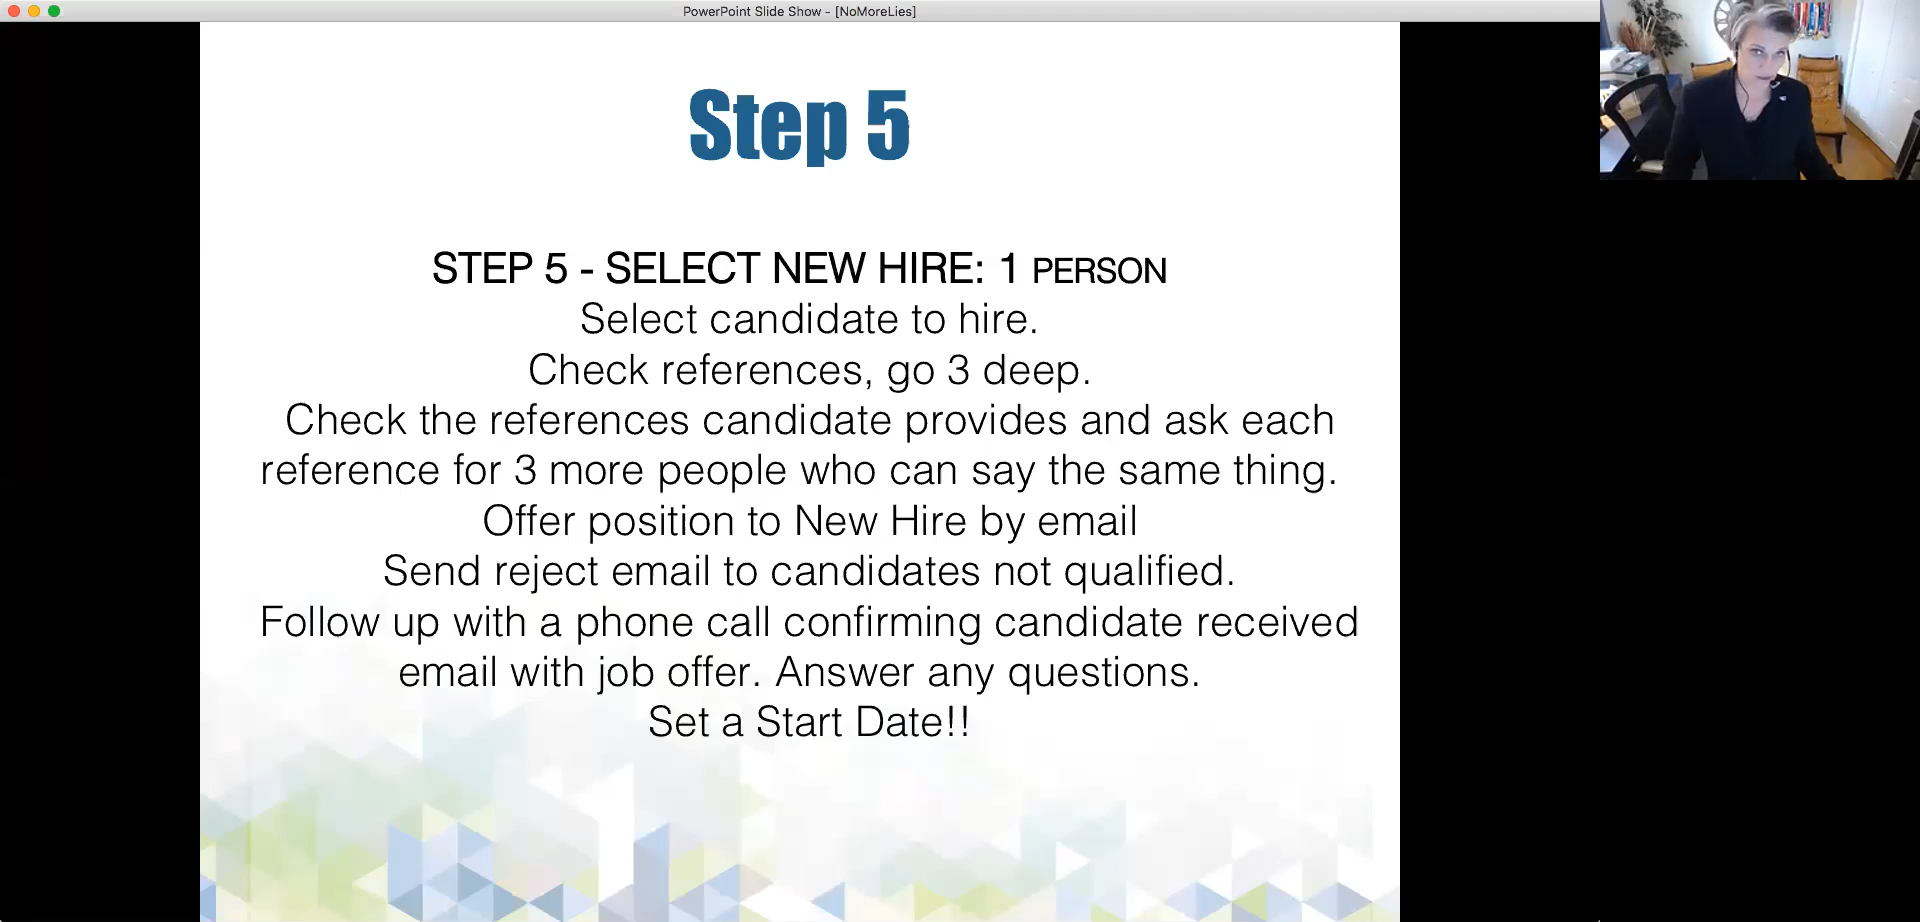 PowerPoint Slide Show - [NoMoreLies]
Step 5
STEP 5 - SELECT NEW HIRE: 1 PERSON
Select candidate to hire.
Check references, go 3 deep.
Check the references candidate provides and ask each
reference for 3 more people who can say the same thing.
Offer position to New Hire by email
Send reject email to candidates not qualified.
Follow up with a phone call confirming candidate received
email with job offer. Answer any questions.
Set a Start Date!!